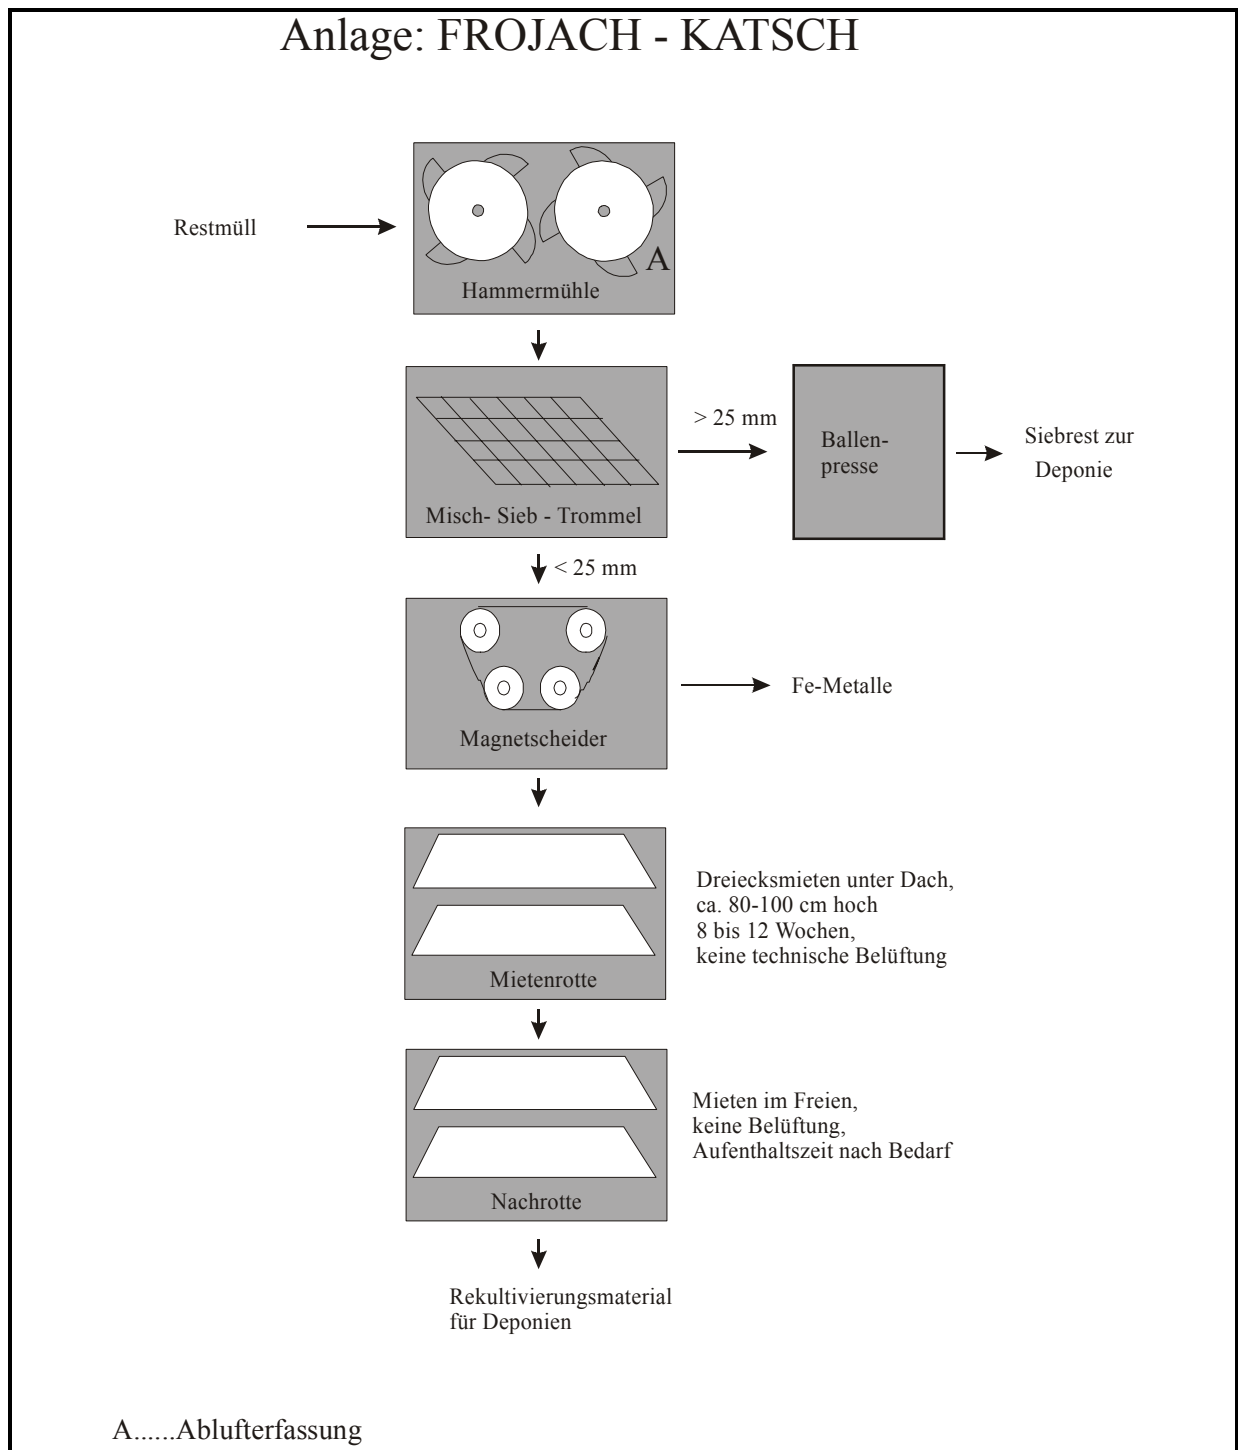 Anlage: FROJACH - KATSCH
Restmüll
A
Hammermühle
> 25 mm
Ballen-
presse
Siebrest zur
Deponie
Misch- Sieb - Trommel
< 25 mm
Fe-Metalle
Magnetscheider
Dreiecksmieten unter Dach,
ca. 80-100 cm hoch
8 bis 12 Wochen,
keine technische Belüftung
Mietenrotte
Mieten im Freien,
keine Belüftung,
Aufenthaltszeit nach Bedarf
Nachrotte
Rekultivierungsmaterial
für Deponien
A......Ablufterfassung